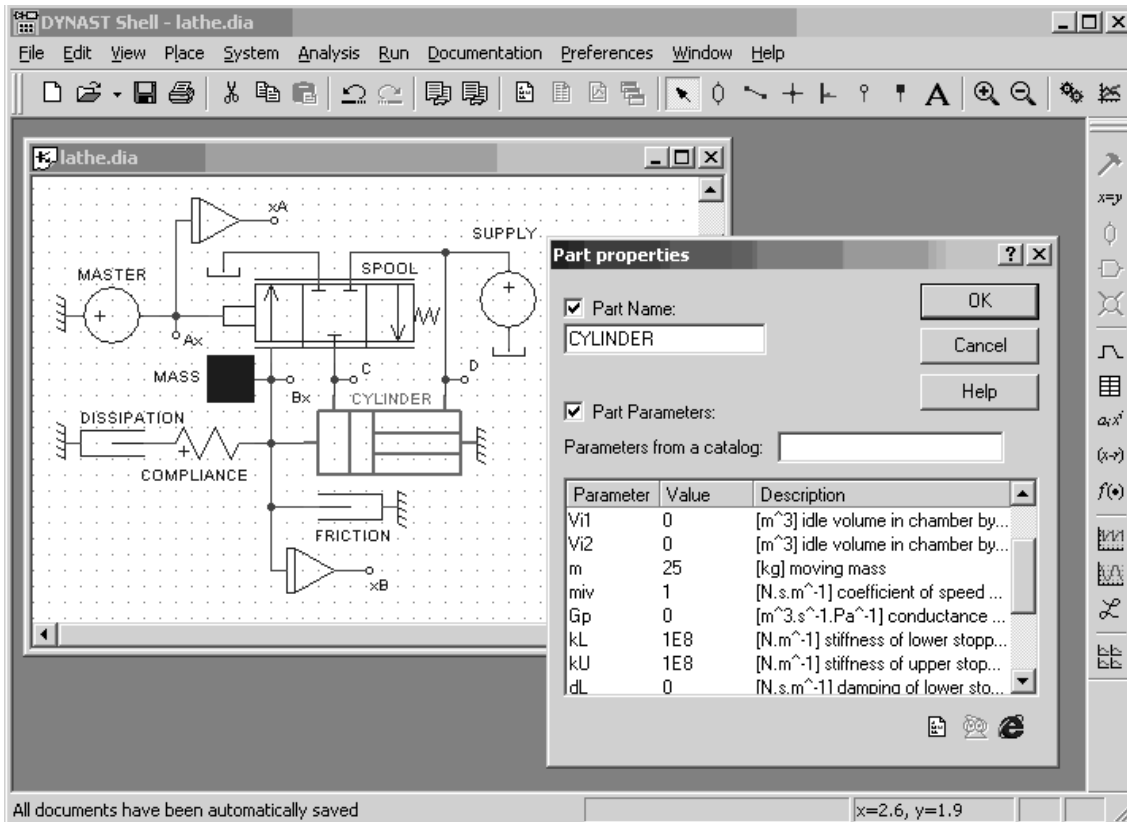 DYNAST Shell - lathe.dia
File Edit View Place System Analysis Run Documentation Preferences Window Help
A
lathe.dia
xA
SUPPLY
MASTER
SPOOL
+
+
Ax
MASS
C
D
Bx
CYLINDER
DISSIPATION
+
COMPLIANCE
FRICTION
xB
Part properties
?
Part Name:
OK
CYLINDER
Cancel
Help
Part Parameters:
Parameters from a catalog:
Parameter Value Description
Vi1 0 [m^3] idle volume in chamber by...
Vi2 0 [m^3] idle volume in chamber by...
m 25 [kg] moving mass
miv 1 [N.s.m^-1] coefficient of speed ...
Gp 0 [m^3.s^-1.Pa^-1] conductance ...
kL 1E8 [N.m^-1] stiffness of lower stopp...
kU 1E8 [N.m^-1] stiffness of upper stop...
dL 0 [N.s.m^-1] damping of lower sto...
x=y
f(•)
ℒ
All documents have been automatically saved
x=2.6, y=1.9